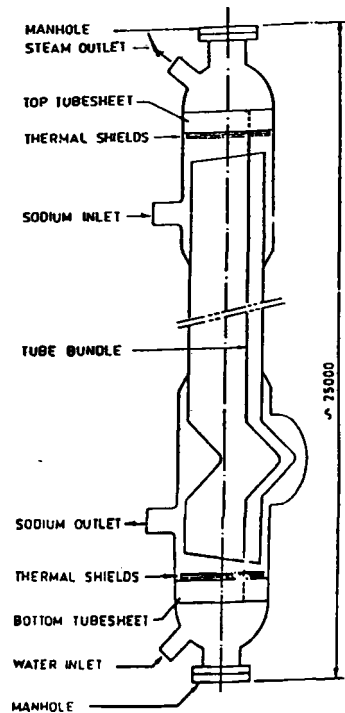 MANHOLE
STEAM OUTLET
TOP TUBESHEET
THERMAL SHIELDS
SODIUM INLET
TUBE BUNDLE
~ 25000
SODIUM OUTLET
THERMAL SHIELDS
BOTTOM TUBESHEET
WATER INLET
MANHOLE